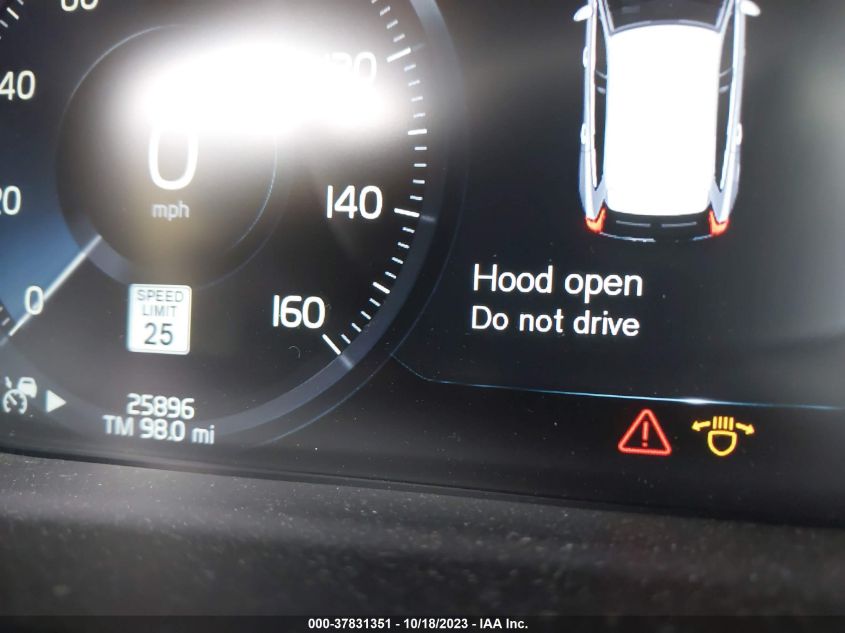 40
20
0
0
mph
140
160
SPEED
LIMIT
25
25896
TM 98.0 mi
Hood open
Do not drive
000-37831351 - 10/18/2023 - IAA Inc.